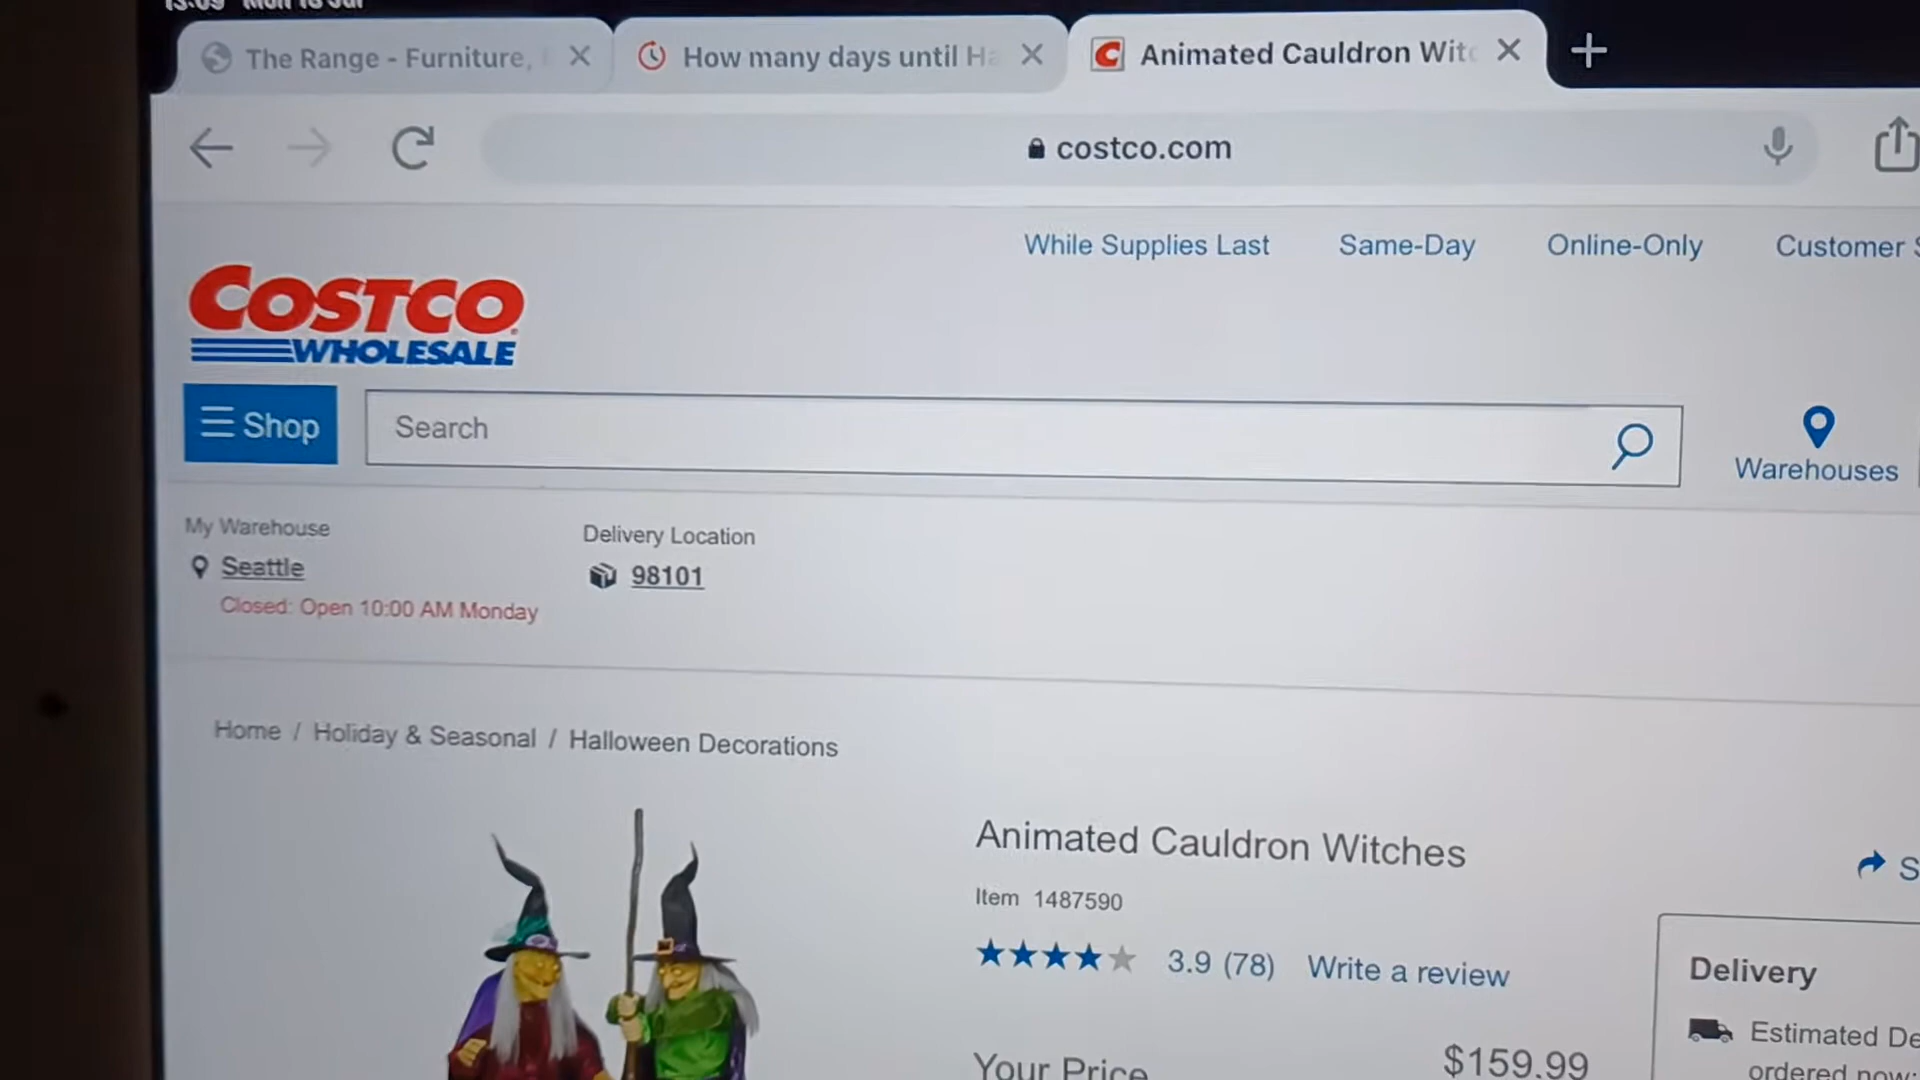 The Range - Furniture,
How many days until Ha
Animated Cauldron Witc
costco.com
While Supplies Last
Same-Day
Online-Only
Customer S
COSTCO
WHOLESALE
Shop
Search
Warehouses
My Warehouse
Seattle
Closed: Open 10:00 AM Monday
Delivery Location
98101
Home / Holiday & Seasonal / Halloween Decorations
Animated Cauldron Witches
Item 1487590
3.9 (78) Write a review
Your Price
$159.99
S
Delivery
Estimated De
ordered now: